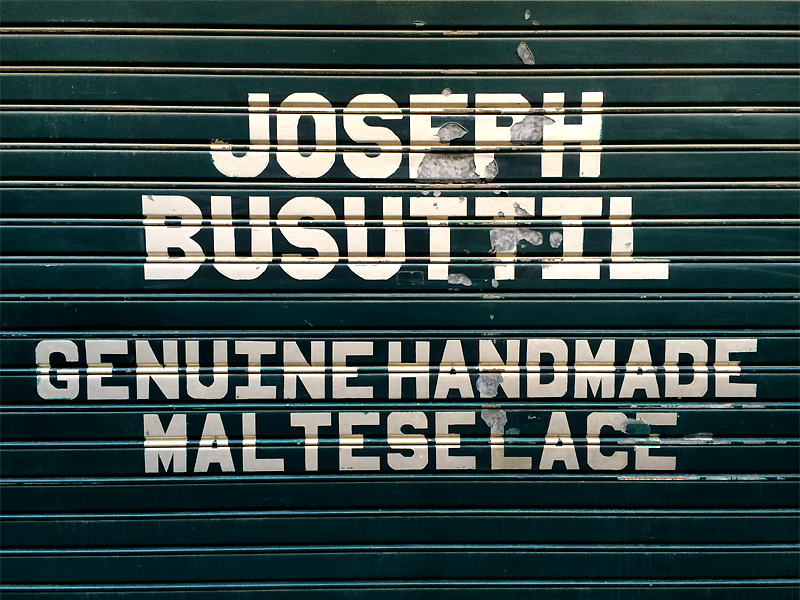 JOSEPH
BUSUTTIL
GENUINE HANDMADE
MALTESE LACE